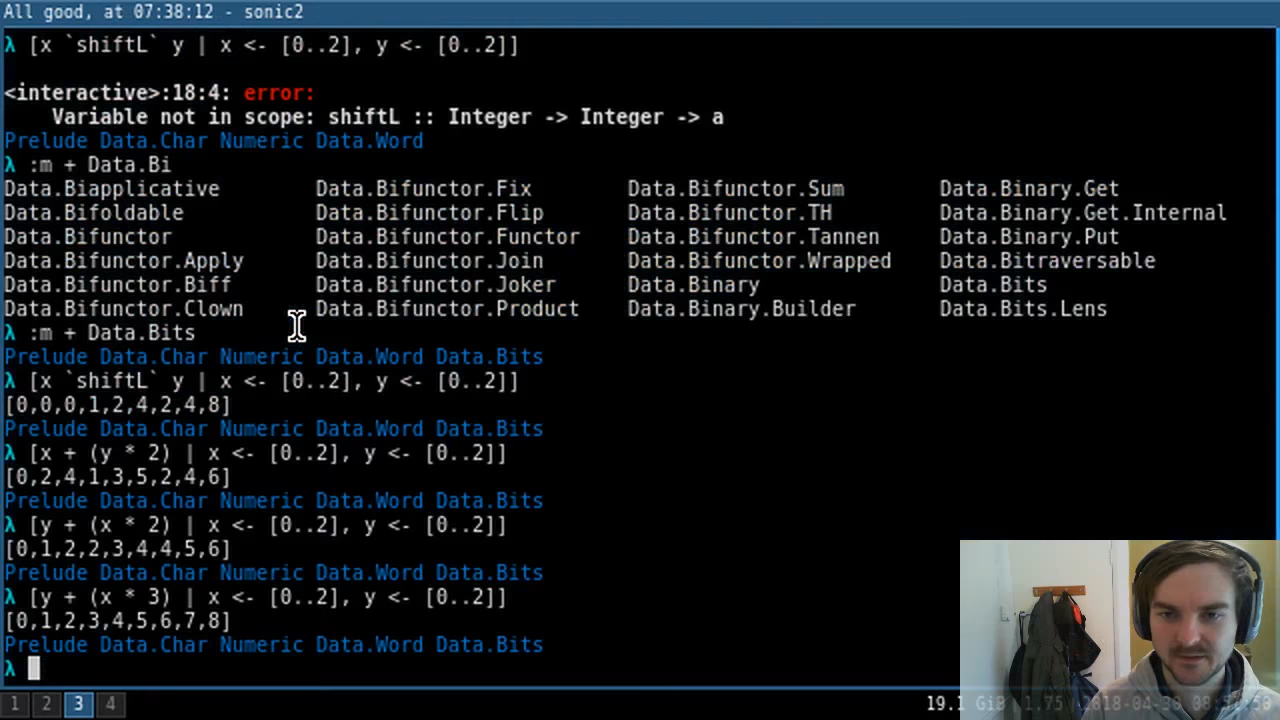 All good, at 07:38:12 - sonic2
λ [x `shiftL` y | x <- [0..2], y <- [0..2]]
<interactive>:18:4: error:
Variable not in scope: shiftL :: Integer -> Integer -> a
Prelude Data.Char Numeric Data.Word
λ :m + Data.Bi
Data.Biapplicative Data.Bifunctor.Fix Data.Bifunctor.Sum Data.Binary.Get
Data.Bifoldable Data.Bifunctor.Flip Data.Bifunctor.TH Data.Binary.Get.Internal
Data.Bifunctor Data.Bifunctor.Functor Data.Bifunctor.Tannen Data.Binary.Put
Data.Bifunctor.Apply Data.Bifunctor.Join Data.Bifunctor.Wrapped Data.Bitraversable
Data.Bifunctor.Biff Data.Bifunctor.Joker Data.Binary Data.Bits
Data.Bifunctor.Clown Data.Bifunctor.Product Data.Binary.Builder Data.Bits.Lens
λ :m + Data.Bits
Prelude Data.Char Numeric Data.Word Data.Bits
λ [x `shiftL` y | x <- [0..2], y <- [0..2]]
[0,0,0,1,2,4,2,4,8]
Prelude Data.Char Numeric Data.Word Data.Bits
λ [x + (y * 2) | x <- [0..2], y <- [0..2]]
[0,2,4,1,3,5,2,4,6]
Prelude Data.Char Numeric Data.Word Data.Bits
λ [y + (x * 2) | x <- [0..2], y <- [0..2]]
[0,1,2,2,3,4,4,5,6]
Prelude Data.Char Numeric Data.Word Data.Bits
λ [y + (x * 3) | x <- [0..2], y <- [0..2]]
[0,1,2,3,4,5,6,7,8]
Prelude Data.Char Numeric Data.Word Data.Bits
λ
1 2 3 4 19.1 GiB | 1.75 | 2018-04-30